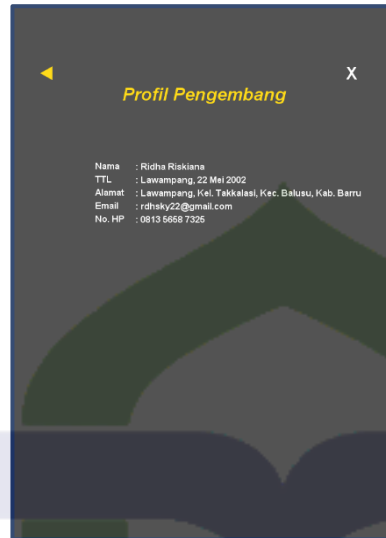 X
Profil Pengembang
Nama : Ridha Riskiana
TTL : Lawampang, 22 Mei 2002
Alamat : Lawampang, Kel. Takkalasi, Kec. Balusu, Kab. Barru
Email : rdhsky22@gmail.com
No. HP : 0813 5658 7325